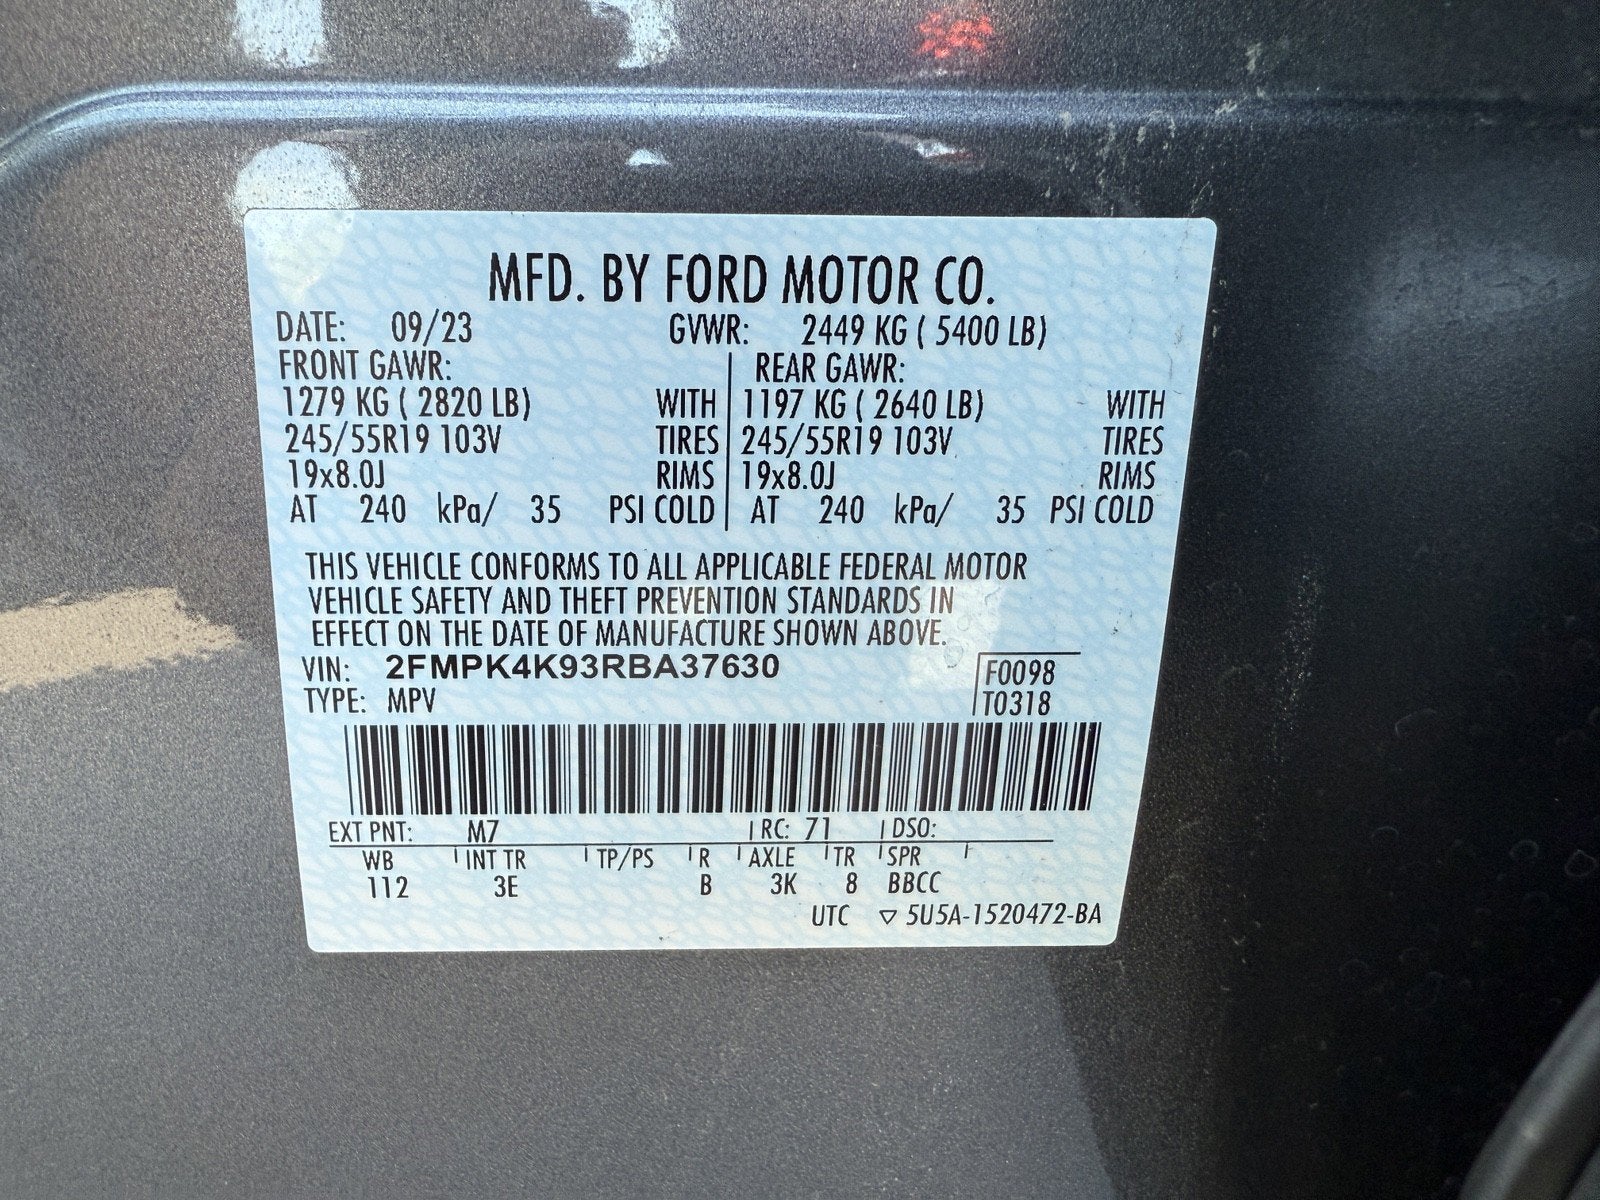 MFD. BY FORD MOTOR CO.
DATE: 09/23 GVWR: 2449 KG ( 5400 LB)
FRONT GAWR: REAR GAWR:
1279 KG ( 2820 LB) WITH 1197 KG ( 2640 LB) WITH
245/55R19 103V TIRES 245/55R19 103V TIRES
19x8.0J RIMS 19x8.0J RIMS
AT 240 kPa/ 35 PSI COLD AT 240 kPa/ 35 PSI COLD
THIS VEHICLE CONFORMS TO ALL APPLICABLE FEDERAL MOTOR
VEHICLE SAFETY AND THEFT PREVENTION STANDARDS IN
EFFECT ON THE DATE OF MANUFACTURE SHOWN ABOVE.
VIN: 2FMPK4K93RBA37630 F0098
TYPE: MPV T0318
EXT PNT: M7 RC: 71 DSO:
WB INT TR TP/PS R AXLE TR SPR
112 3E B 3K 8 BBCC
UTC ▽ 5U5A-1520472-BA